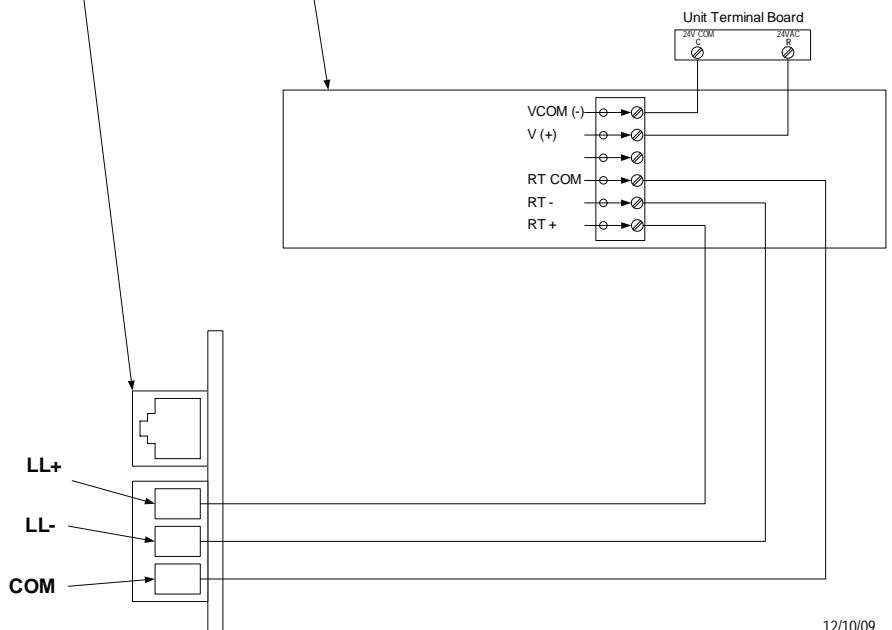 Unit Terminal Board
24V COM
C
24VAC
R
VCOM (-)
V (+)
RT COM
RT -
RT +
LL+
LL-
COM
12/10/09